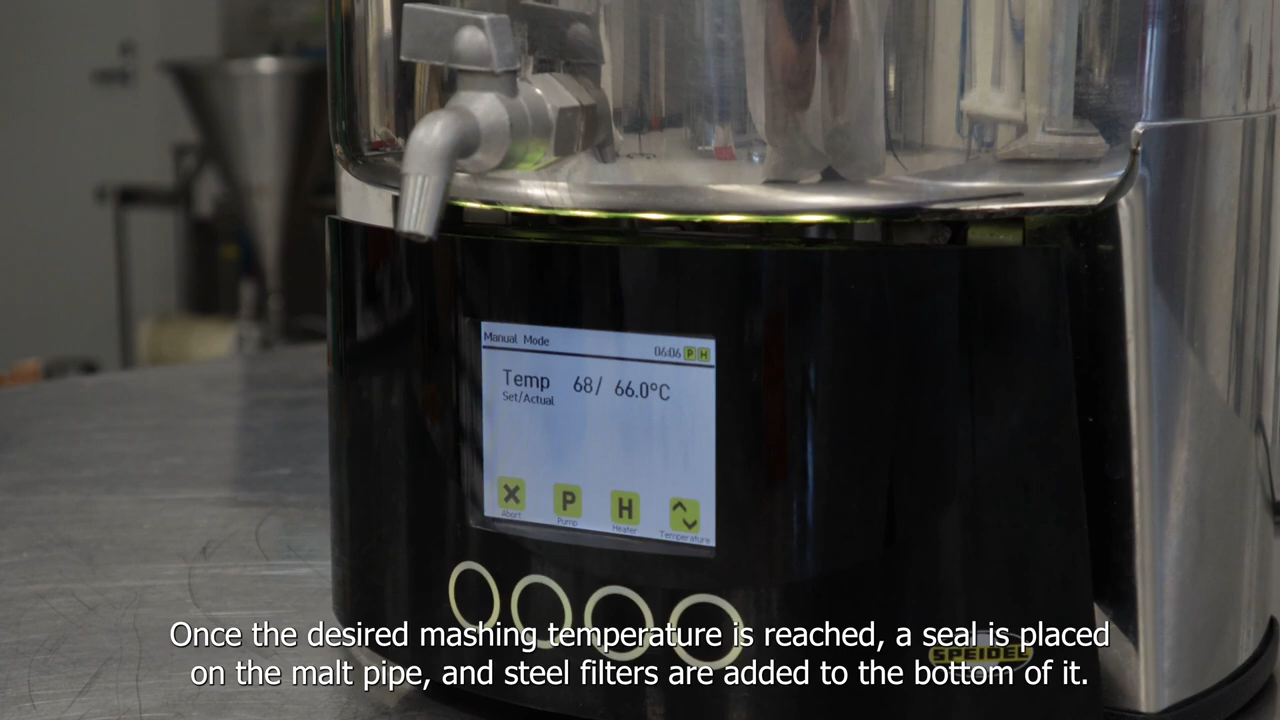 Manual Mode
06:06 P H
Temp 68/ 66.0°C
Set/Actual
P H
Abort Pump Heater Temperature
Once the desired mashing temperature is reached, a seal is placed
on the malt pipe, and steel filters are added to the bottom of it.
SPEIDEL